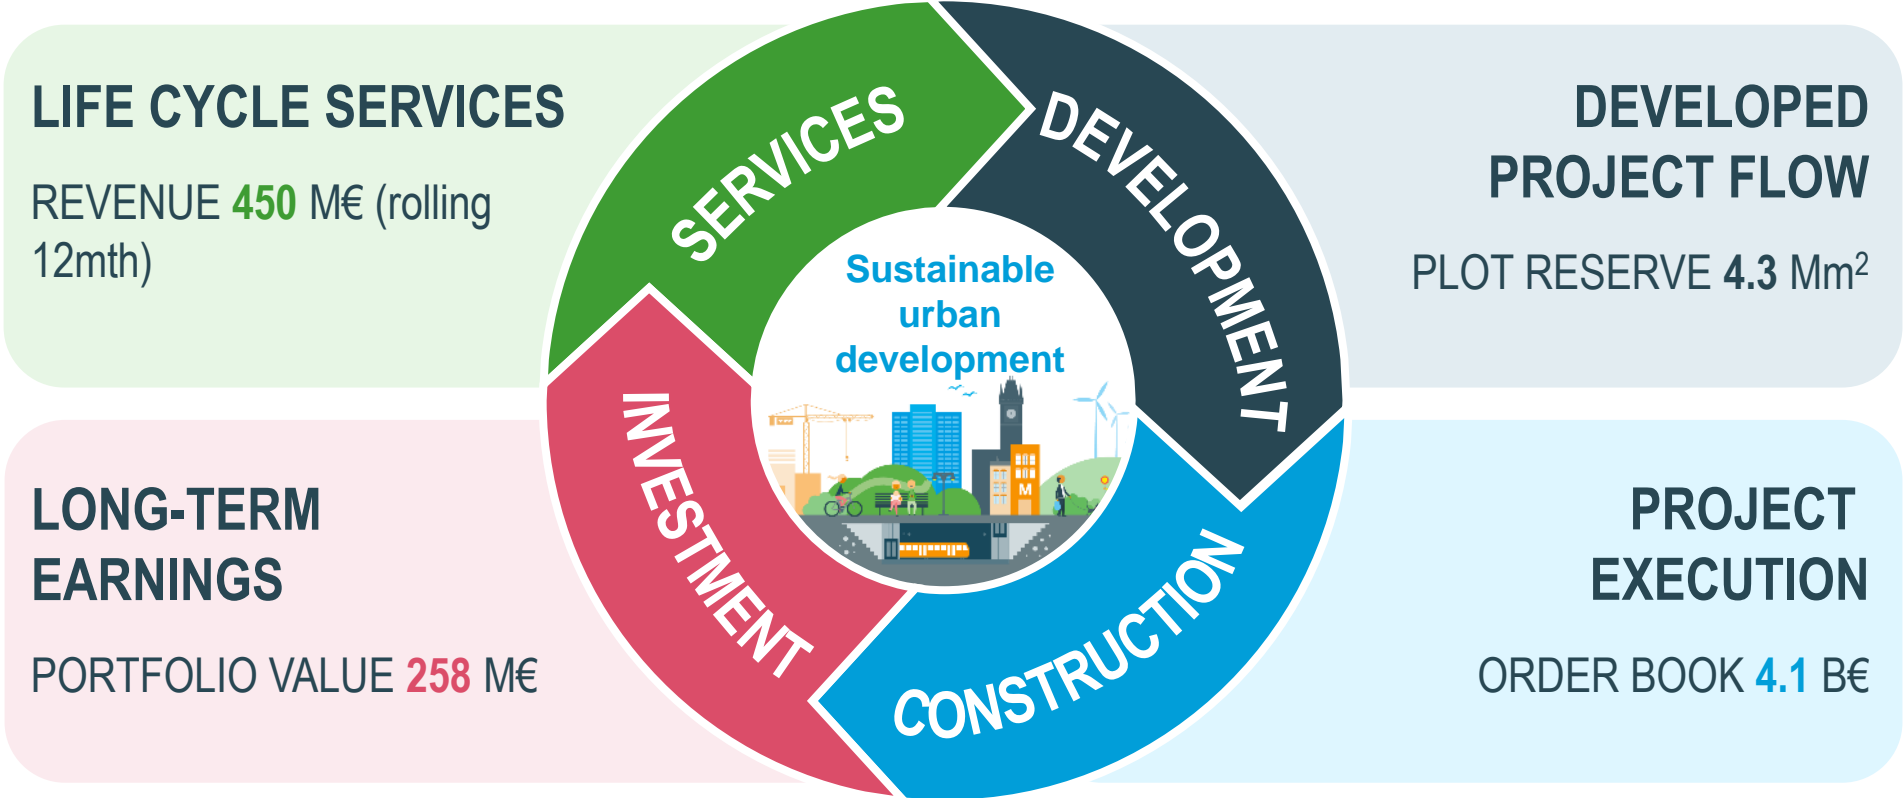 LIFE CYCLE SERVICES
REVENUE 450 M€ (rolling
12mth)
DEVELOPED
PROJECT FLOW
PLOT RESERVE 4.3 Mm²
LONG-TERM
EARNINGS
PORTFOLIO VALUE 258 M€
PROJECT
EXECUTION
ORDER BOOK 4.1 B€
SERVICES
DEVELOPMENT
CONSTRUCTION
INVESTMENT
Sustainable
urban
development
M